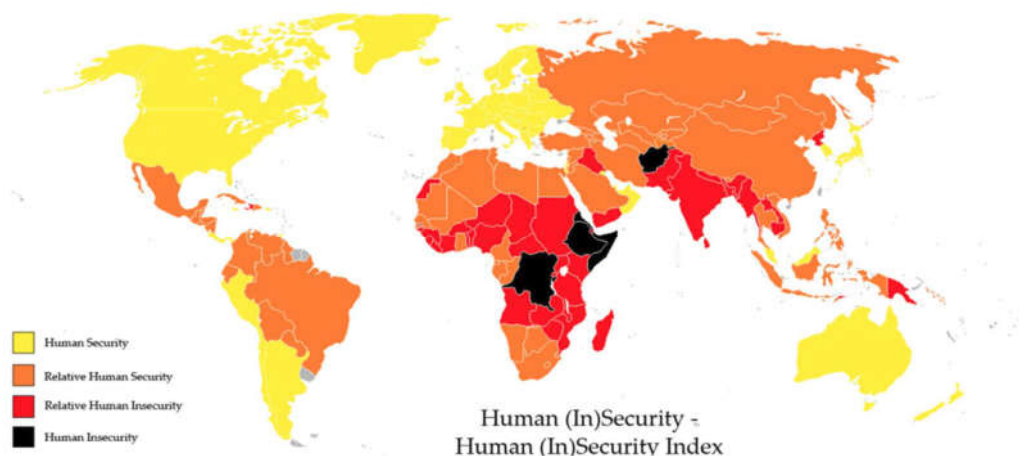 Human Security
Relative Human Security
Relative Human Insecurity
Human Insecurity
Human (In)Security -
Human (In)Security Index